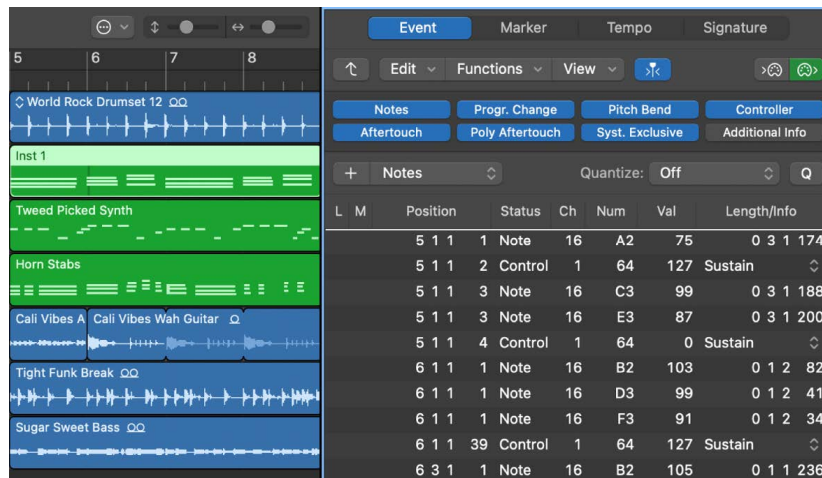 Event Marker Tempo Signature
5 6 7 8
Edit Functions View
World Rock Drumset 12
Notes Progr. Change Pitch Bend Controller
Aftertouch Poly Aftertouch Syst. Exclusive Additional Info
Inst 1
+ Notes Quantize: Off Q
Tweed Picked Synth
L M Position Status Ch Num Val Length/Info
5 1 1 1 Note 16 A2 75 0 3 1 174
Horn Stabs
5 1 1 2 Control 1 64 127 Sustain
5 1 1 3 Note 16 C3 99 0 3 1 188
5 1 1 3 Note 16 E3 87 0 3 1 200
Cali Vibes A Cali Vibes Wah Guitar
5 1 1 4 Control 1 64 0 Sustain
6 1 1 1 Note 16 B2 103 0 1 2 82
Tight Funk Break
6 1 1 1 Note 16 D3 99 0 1 2 41
6 1 1 1 Note 16 F3 91 0 1 2 34
Sugar Sweet Bass
6 1 1 39 Control 1 64 127 Sustain
6 3 1 1 Note 16 B2 105 0 1 1 236